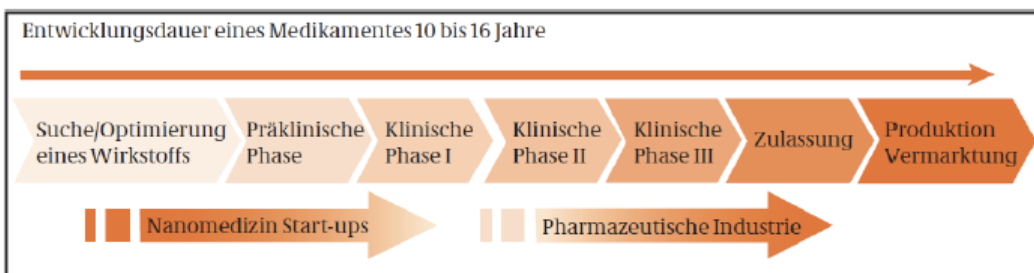 Entwicklungsdauer eines Medikamentes 10 bis 16 Jahre
Suche/Optimierung
eines Wirkstoffs
Präklinische
Phase
Klinische
Phase I
Klinische
Phase II
Klinische
Phase III
Zulassung
Produktion
Vermarktung
Nanomedizin Start-ups
Pharmazeutische Industrie